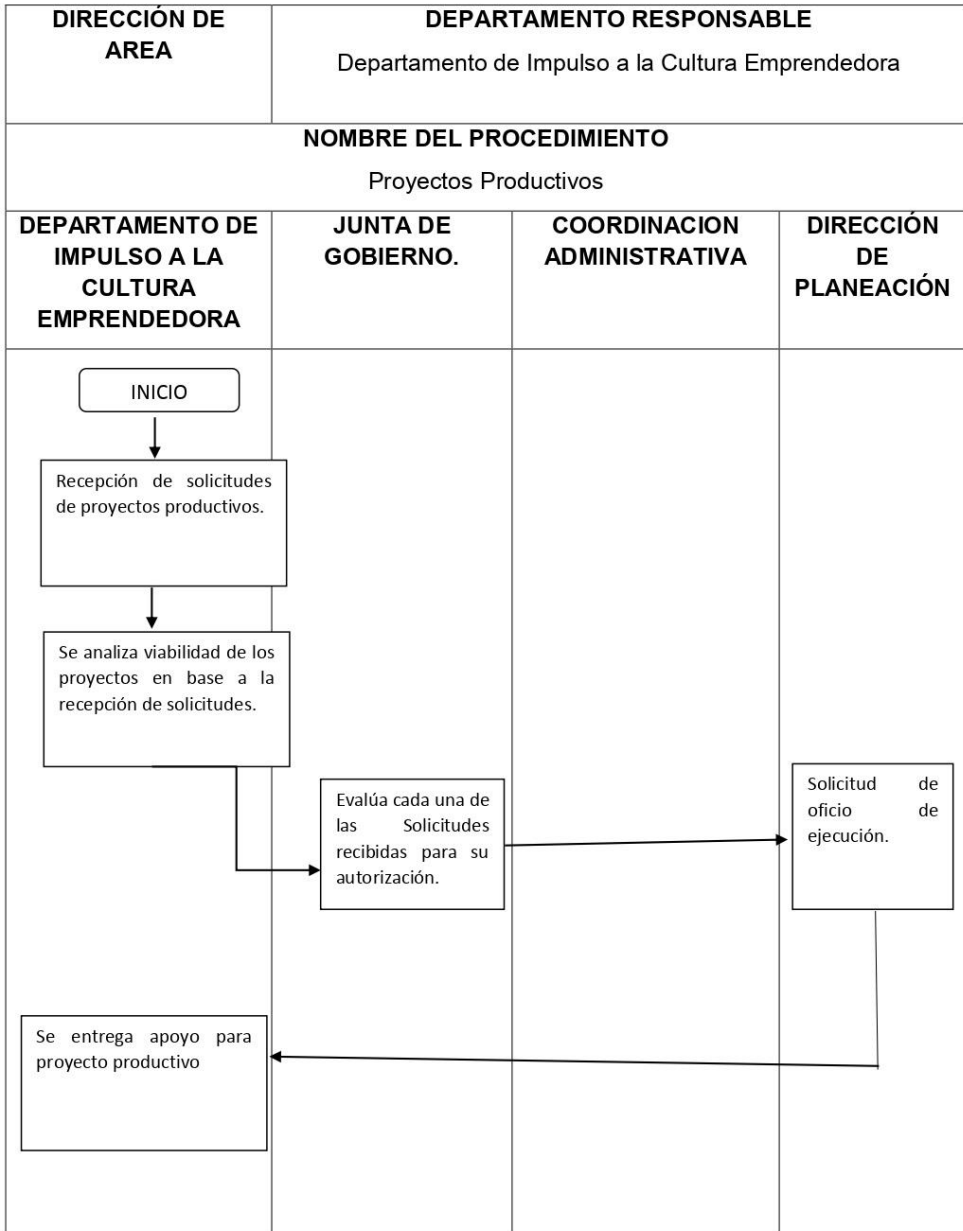 DIRECCIÓN DE
AREA
DEPARTAMENTO RESPONSABLE
Departamento de Impulso a la Cultura Emprendedora
NOMBRE DEL PROCEDIMIENTO
Proyectos Productivos
DEPARTAMENTO DE
IMPULSO A LA
CULTURA
EMPRENDEDORA
JUNTA DE
GOBIERNO.
COORDINACION
ADMINISTRATIVA
DIRECCIÓN
DE
PLANEACIÓN
INICIO
Recepción de solicitudes
de proyectos productivos.
Se analiza viabilidad de los
proyectos en base a la
recepción de solicitudes.
Evalúa cada una de
las Solicitudes
recibidas para su
autorización.
Solicitud de
oficio de
ejecución.
Se entrega apoyo para
proyecto productivo